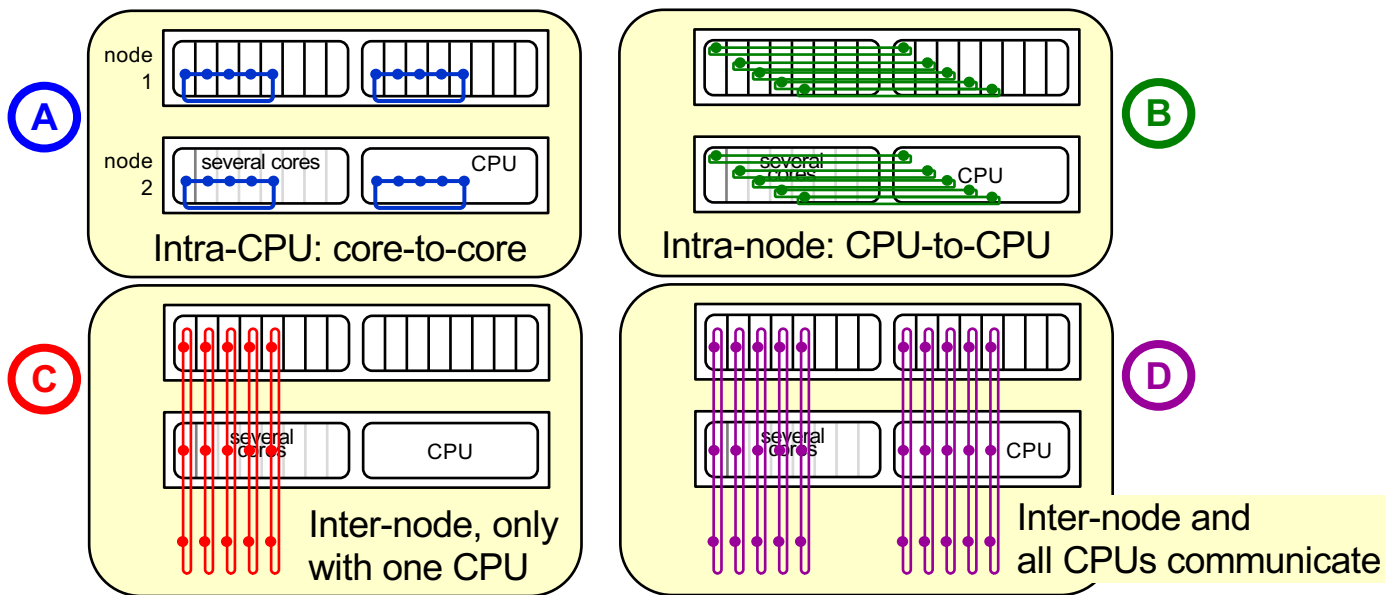 A
node
1
node
2
several cores
CPU
Intra-CPU: core-to-core
B
several
cores
CPU
Intra-node: CPU-to-CPU
C
several
cores
CPU
Inter-node, only
with one CPU
D
several
cores
CPU
Inter-node and
all CPUs communicate